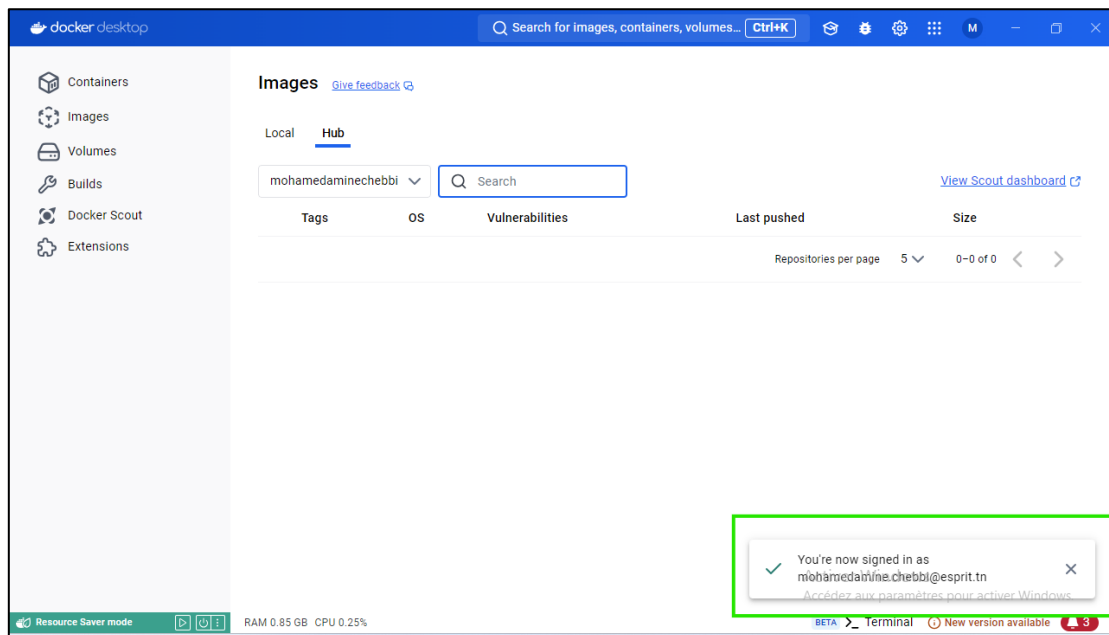 docker desktop
Search for images, containers, volumes... Ctrl+K
M
Containers
Images
Volumes
Builds
Docker Scout
Extensions
Images Give feedback
Local Hub
mohamedaminechebbi Search View Scout dashboard
Tags OS Vulnerabilities Last pushed Size
Repositories per page 5 0–0 of 0
You're now signed in as
mohamedamine.chebbi@esprit.tn
Activer Windows
Accédez aux paramètres pour activer Windows.
Resource Saver mode RAM 0.85 GB CPU 0.25% BETA >_ Terminal New version available 3